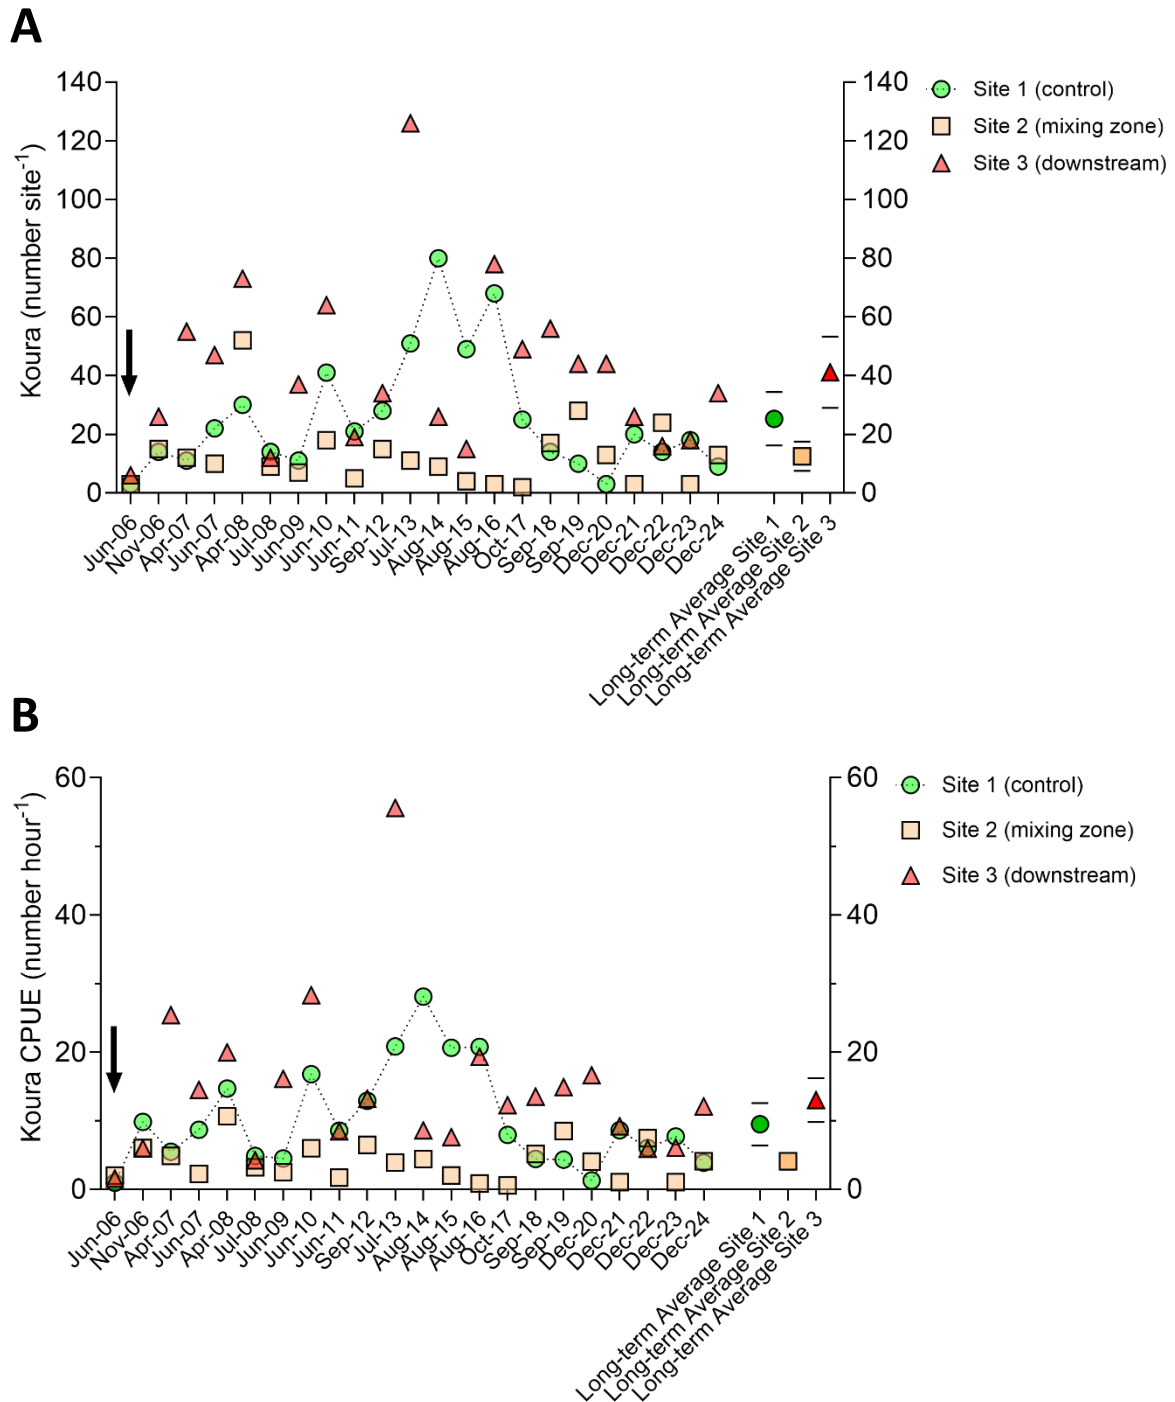 A
Koura (number site-1)
140
120
100
80
60
40
20
0
140
120
100
80
60
40
20
0
Site 1 (control)
Site 2 (mixing zone)
Site 3 (downstream)
Jun-06
Nov-06
Apr-07
Jun-07
Apr-08
Jul-08
Jun-09
Jun-10
Jun-11
Sep-12
Jul-13
Aug-14
Aug-15
Aug-16
Oct-17
Sep-18
Sep-19
Dec-20
Dec-21
Dec-22
Dec-23
Dec-24
Long-term Average Site 1
Long-term Average Site 2
Long-term Average Site 3
B
Koura CPUE (number hour-1)
60
40
20
0
60
40
20
0
Site 1 (control)
Site 2 (mixing zone)
Site 3 (downstream)
Jun-06
Nov-06
Apr-07
Jun-07
Apr-08
Jul-08
Jun-09
Jun-10
Jun-11
Sep-12
Jul-13
Aug-14
Aug-15
Aug-16
Oct-17
Sep-18
Sep-19
Dec-20
Dec-21
Dec-22
Dec-23
Dec-24
Long-term Average Site 1
Long-term Average Site 2
Long-term Average Site 3